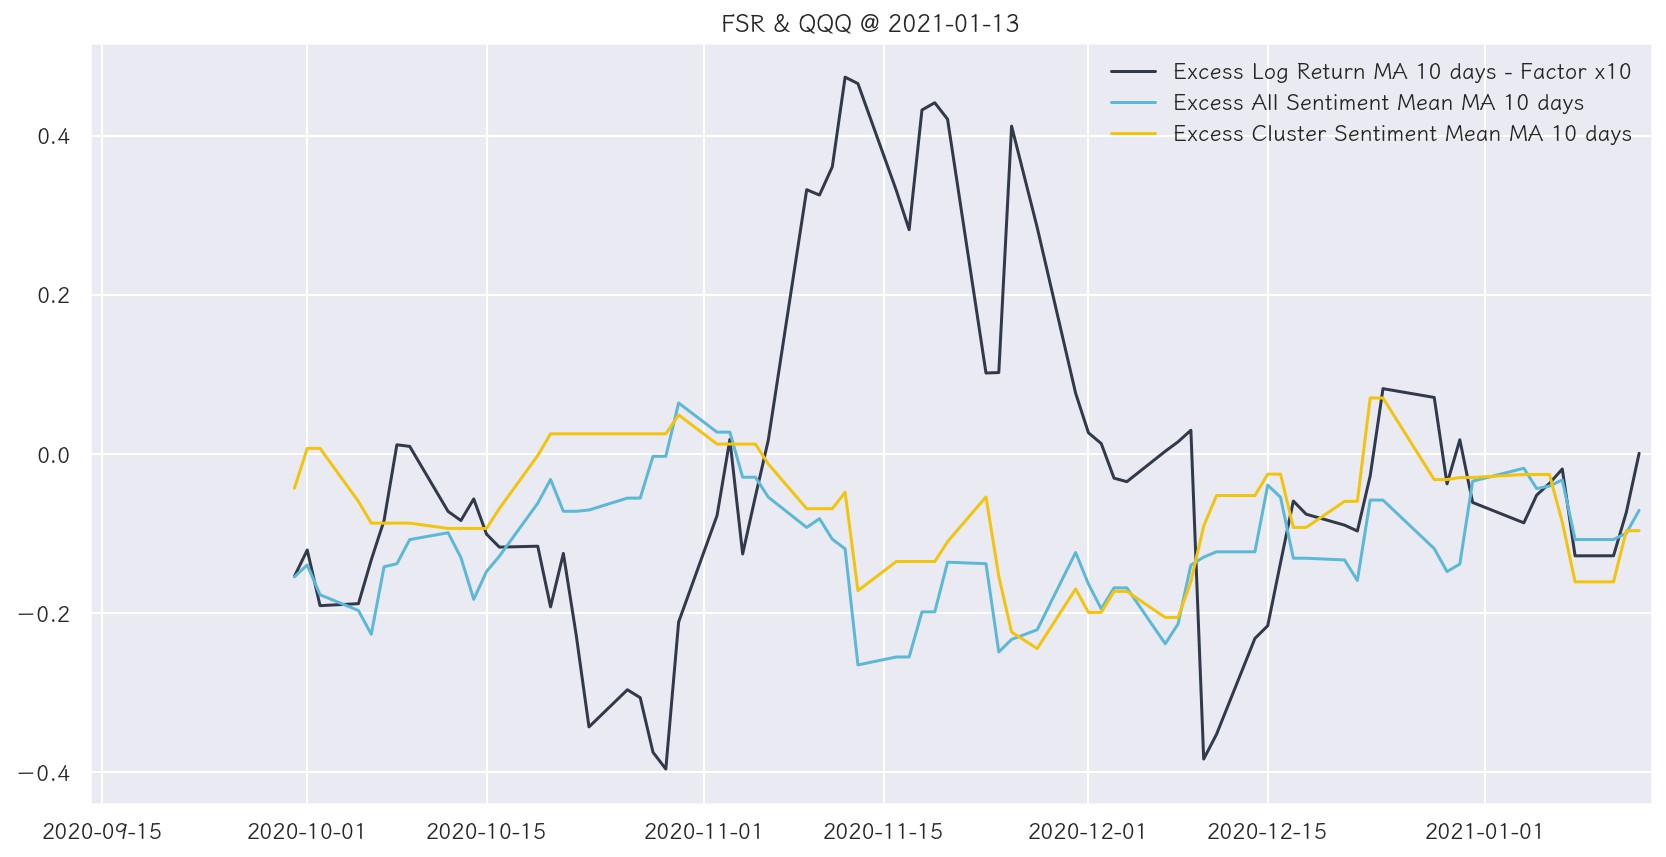 FSR & QQQ @ 2021-01-13
Excess Log Return MA 10 days - Factor x10
Excess All Sentiment Mean MA 10 days
Excess Cluster Sentiment Mean MA 10 days
0.4
0.2
0.0
−0.2
−0.4
2020-09-15 2020-10-01 2020-10-15 2020-11-01 2020-11-15 2020-12-01 2020-12-15 2021-01-01